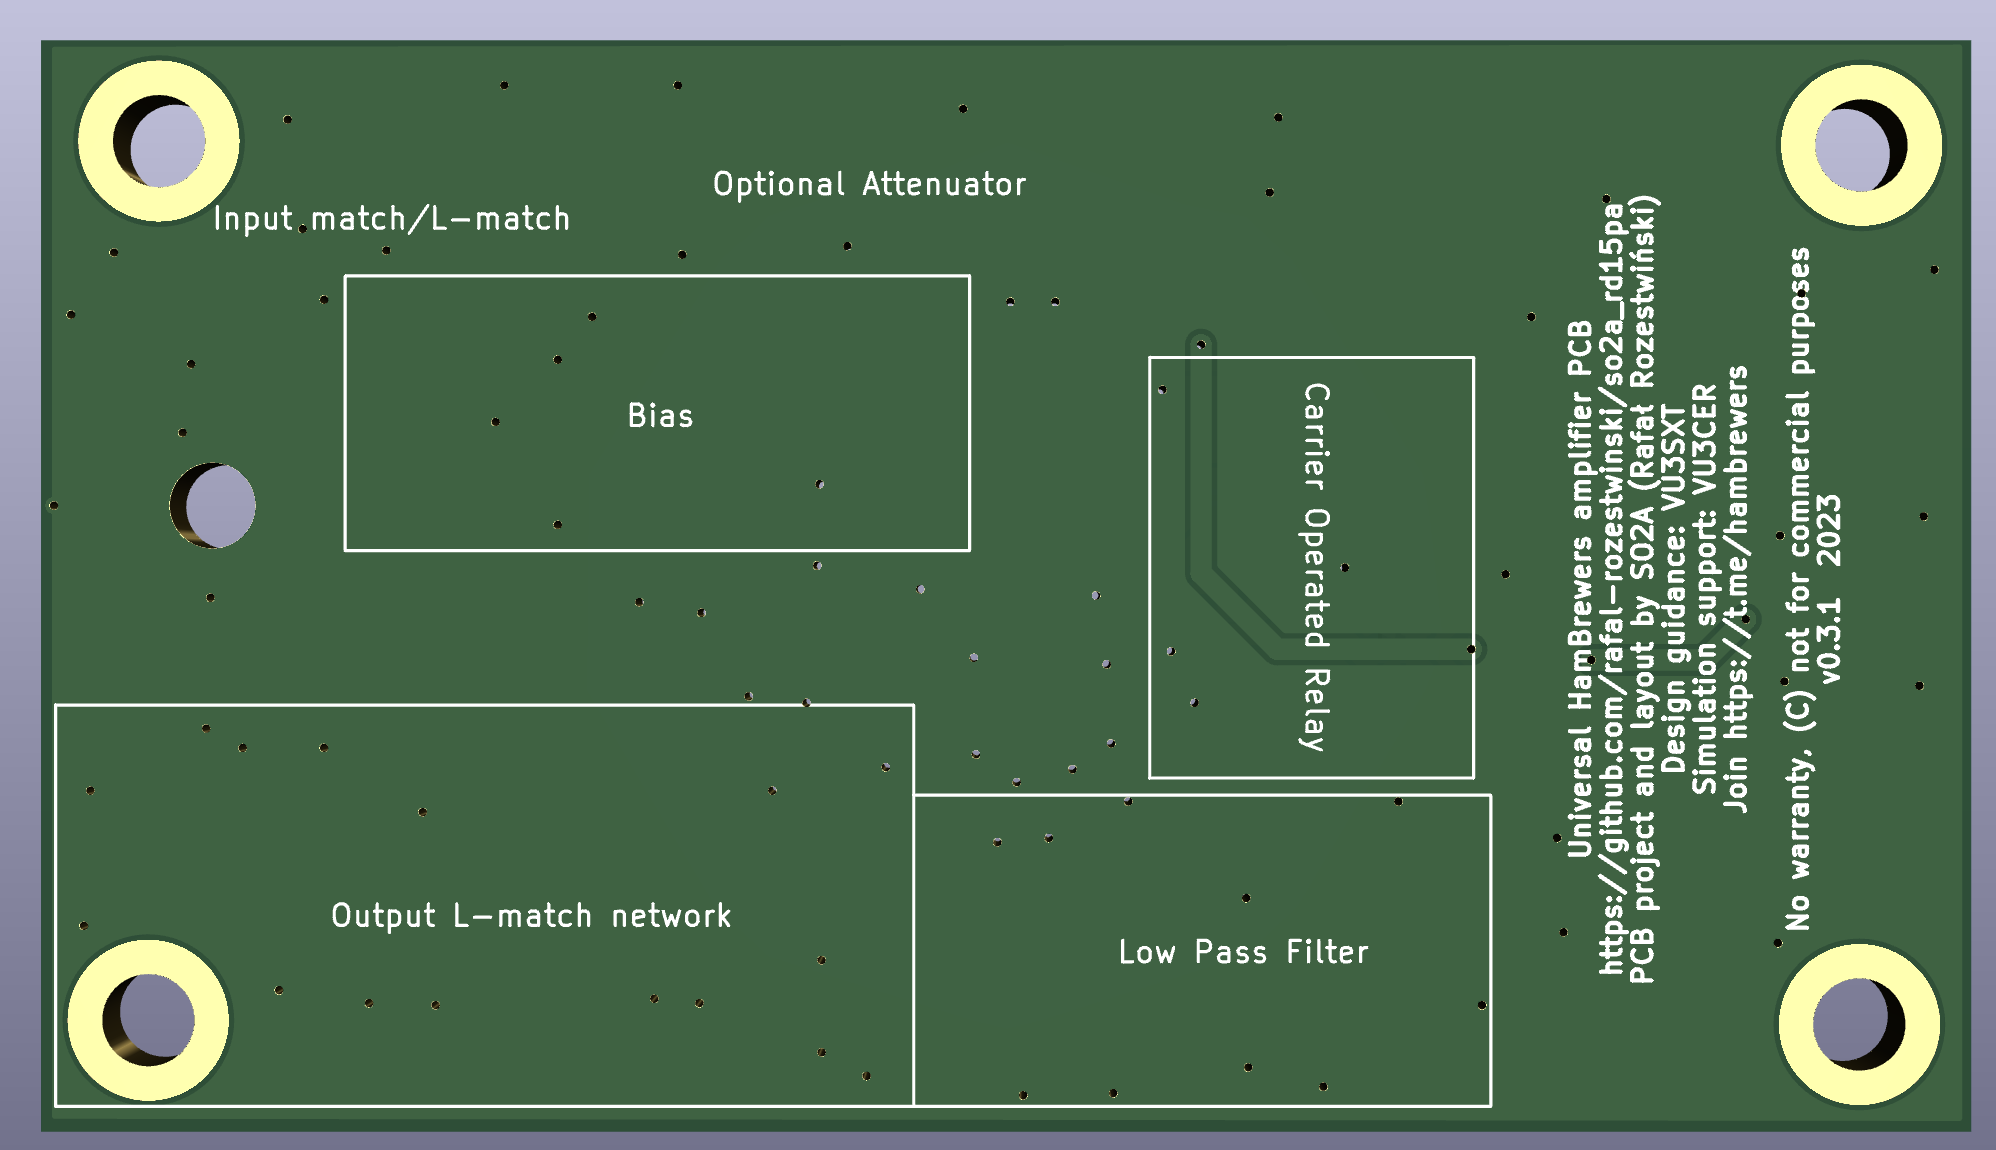 Optional Attenuator
Input match/L-match
Bias
Carrier Operated Relay
Output L-match network
Low Pass Filter
Universal HamBrewers amplifier PCB
https://github.com/rafal-rozestwinski/so2a_rd15pa
PCB project and layout by SO2A (Rafał Rozestwiński)
Design guidance: VU3SXT
Simulation support: VU3CER
Join https://t.me/hambrewers
No warranty, (C) not for commercial purposes
v0.3.1 2023